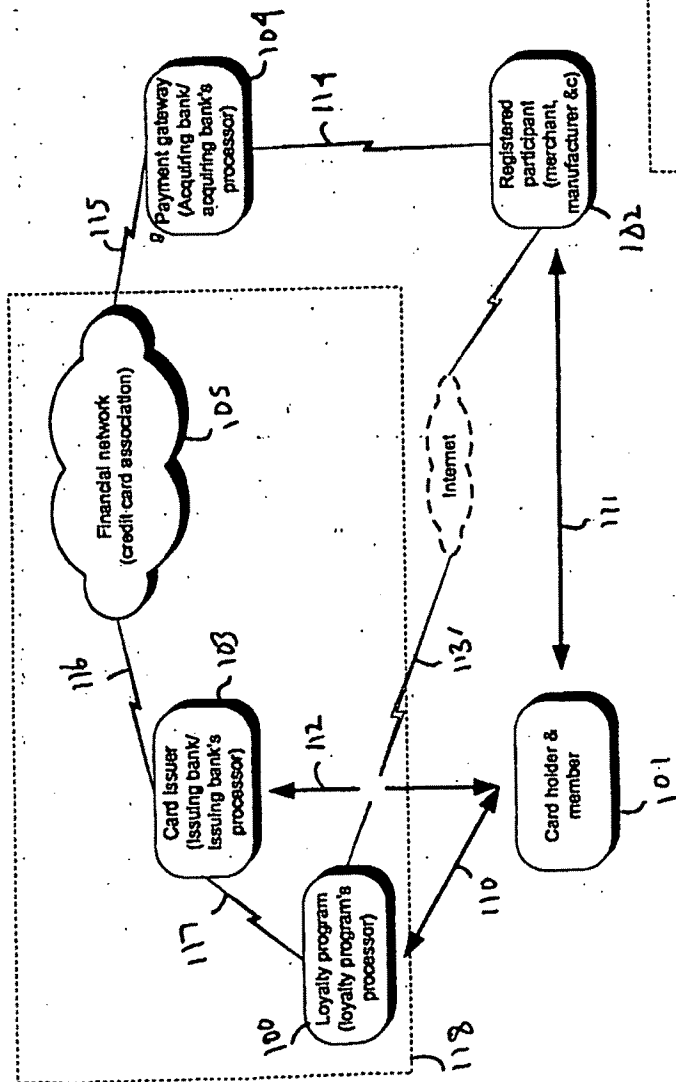 115
g Payment gateway
(Acquiring bank/
acquiring bank's
processor)
104
114
Registered
participant
(merchant,
manufacturer &c)
102
Financial network
(credit card association)
105
Internet
111
116
Card issuer
(Issuing bank/
Issuing bank's
processor)
103
112
113
117
Loyalty program
(loyalty program's
processor)
100
110
Card holder &
member
101
118